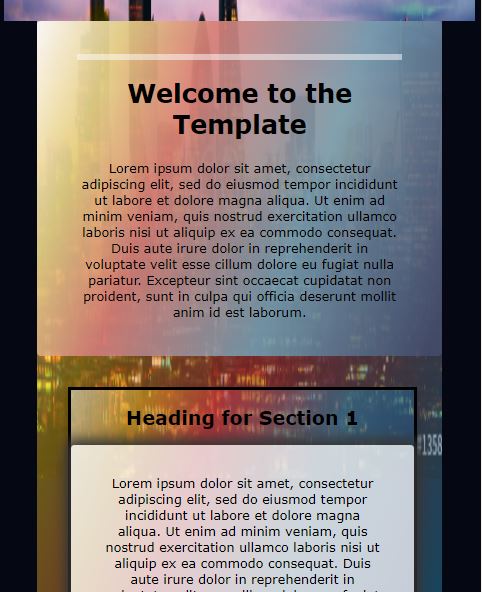 Welcome to the
Template
Lorem ipsum dolor sit amet, consectetur
adipiscing elit, sed do eiusmod tempor incididunt
ut labore et dolore magna aliqua. Ut enim ad
minim veniam, quis nostrud exercitation ullamco
laboris nisi ut aliquip ex ea commodo consequat.
Duis aute irure dolor in reprehenderit in
voluptate velit esse cillum dolore eu fugiat nulla
pariatur. Excepteur sint occaecat cupidatat non
proident, sunt in culpa qui officia deserunt mollit
anim id est laborum.
Heading for Section 1
#1358
Lorem ipsum dolor sit amet, consectetur
adipiscing elit, sed do eiusmod tempor
incididunt ut labore et dolore magna
aliqua. Ut enim ad minim veniam, quis
nostrud exercitation ullamco laboris nisi ut
aliquip ex ea commodo consequat. Duis
aute irure dolor in reprehenderit in